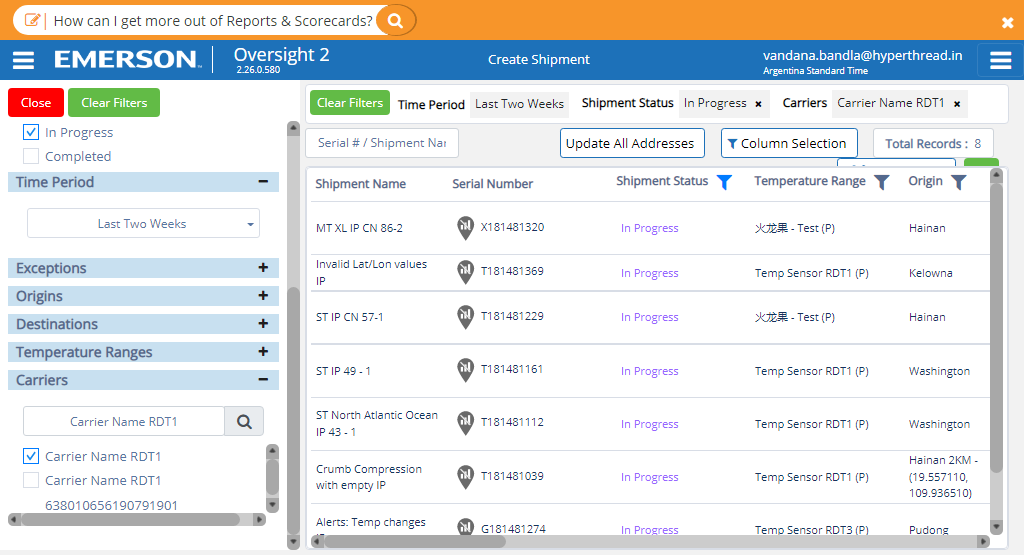 How can I get more out of Reports & Scorecards?
EMERSON.
Oversight 2
2.26.0.580
Create Shipment
vandana.bandla@hyperthread.in
Argentina Standard Time
Close
Clear Filters
In Progress
Completed
Time Period
Last Two Weeks
Exceptions
Origins
Destinations
Temperature Ranges
Carriers
Carrier Name RDT1
Carrier Name RDT1
Carrier Name RDT1
638010656190791901
Clear Filters
Time Period Last Two Weeks
Shipment Status In Progress ×
Carriers Carrier Name RDT1 ×
Serial # / Shipment Nar
Update All Addresses
Column Selection
Total Records : 8
Shipment Name Serial Number Shipment Status Temperature Range Origin
MT XL IP CN 86-2 X181481320 In Progress 火龙果 - Test (P) Hainan
Invalid Lat/Lon values
IP T181481369 In Progress Temp Sensor RDT1 (P) Kelowna
ST IP CN 57-1 T181481229 In Progress 火龙果 - Test (P) Hainan
ST IP 49 - 1 T181481161 In Progress Temp Sensor RDT1 (P) Washington
ST North Atlantic Ocean
IP 43 - 1 T181481112 In Progress Temp Sensor RDT1 (P) Washington
Crumb Compression
with empty IP T181481039 In Progress Temp Sensor RDT1 (P) Hainan 2KM -
(19.557110,
109.936510)
Alerts: Temp changes
G181481274 In Progress Temp Sensor RDT3 (P) Pudong